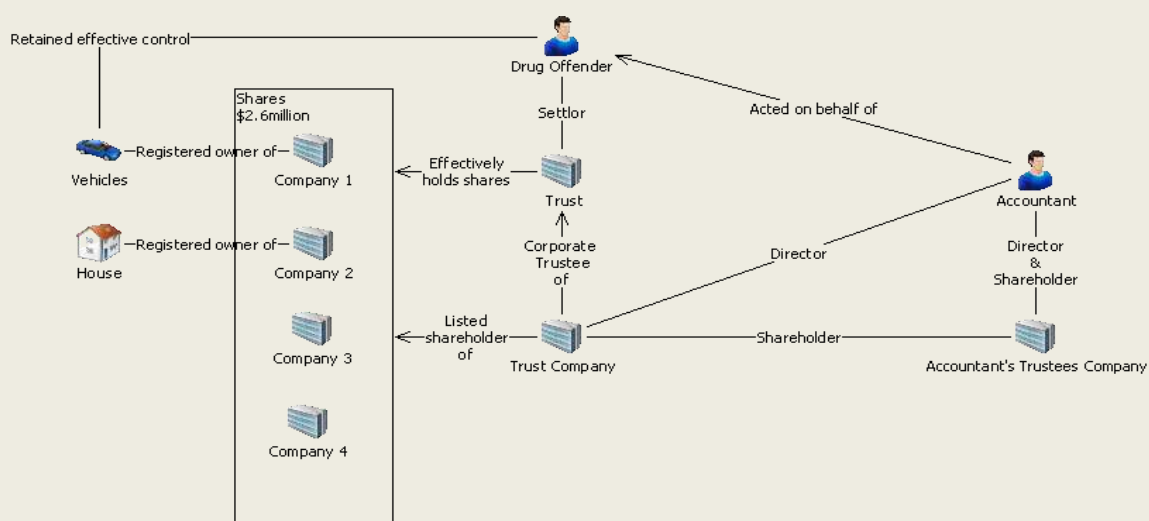 Retained effective control
Drug Offender
Shares
$2.6million
Settlor
Acted on behalf of
Registered owner of
Vehicles
Company 1
Effectively
holds shares
Trust
Accountant
Registered owner of
House
Company 2
Corporate
Trustee
of
Director
Director
&
Shareholder
Company 3
Listed
shareholder
of
Trust Company
Shareholder
Accountant's Trustees Company
Company 4